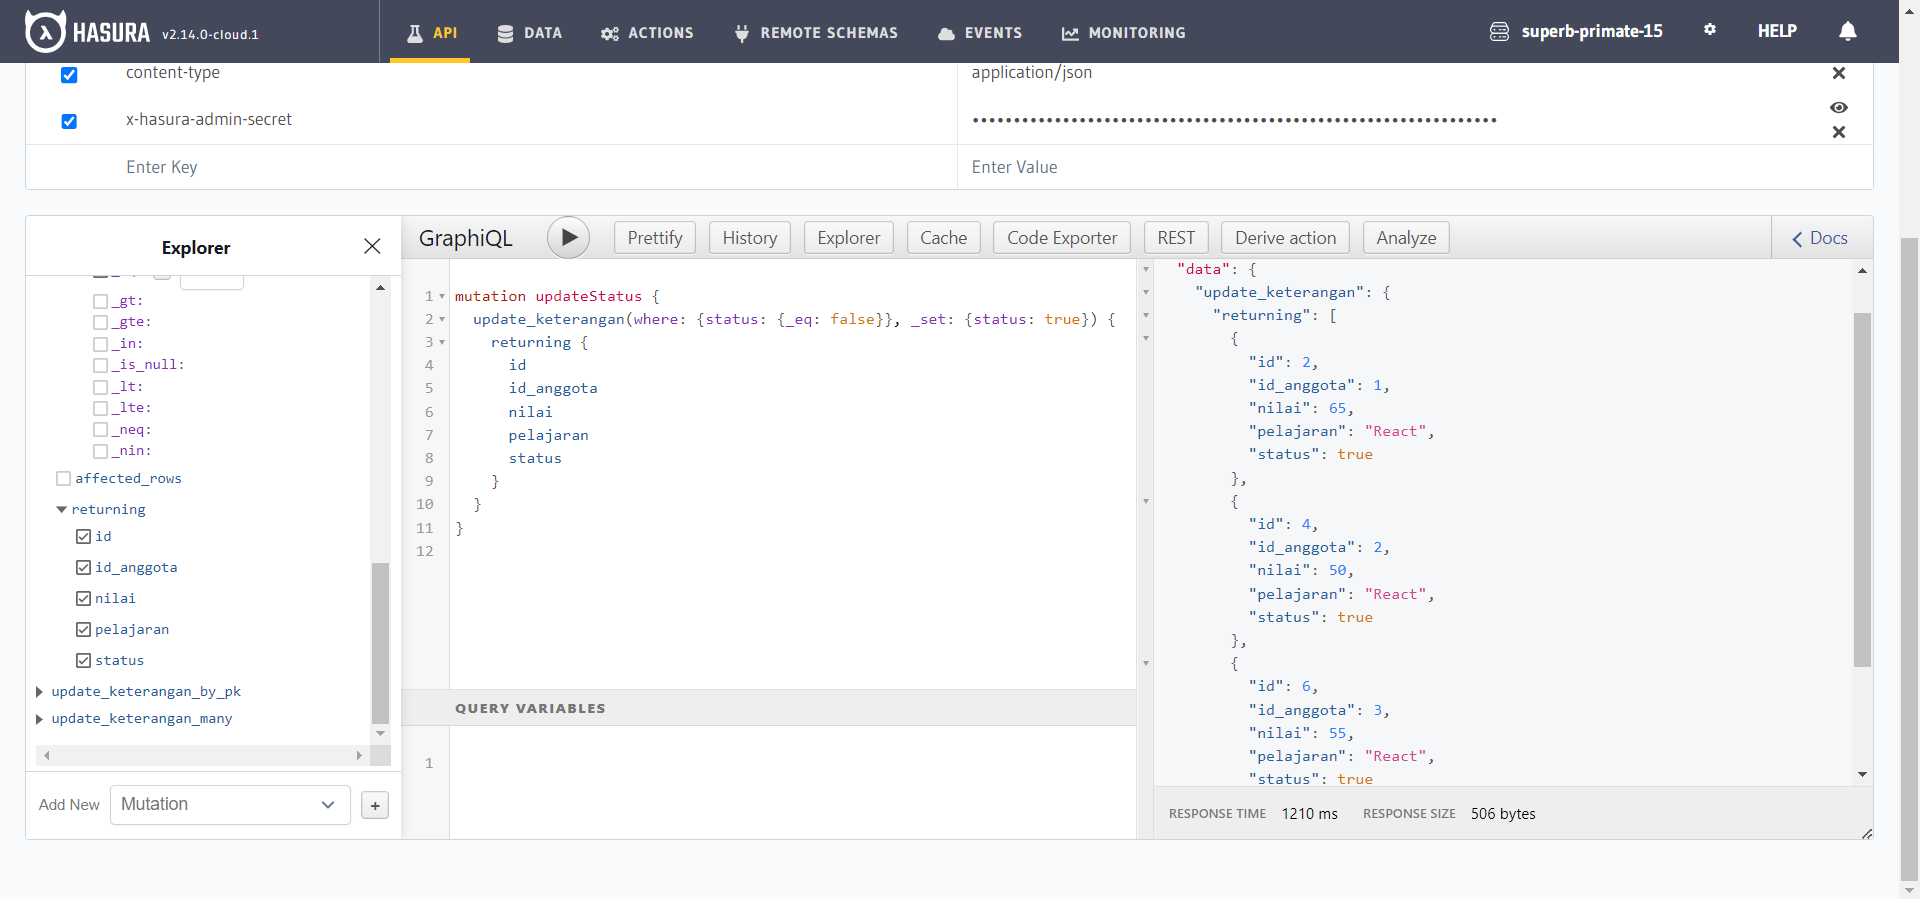 HASURA v2.14.0-cloud.1 API DATA ACTIONS REMOTE SCHEMAS EVENTS MONITORING superb-primate-15 HELP
content-type application/json
x-hasura-admin-secret ••••••••••••••••••••••••••••••••••••••••••••••••••••••••••••••••
Enter Key Enter Value
Explorer
_gt:
_gte:
_in:
_is_null:
_lt:
_lte:
_neq:
_nin:
affected_rows
returning
id
id_anggota
nilai
pelajaran
status
update_keterangan_by_pk
update_keterangan_many
Add New Mutation +
GraphiQL Prettify History Explorer Cache Code Exporter REST Derive action Analyze Docs
1 mutation updateStatus {
2 update_keterangan(where: {status: {_eq: false}}, _set: {status: true}) {
3 returning {
4 id
5 id_anggota
6 nilai
7 pelajaran
8 status
9 }
10 }
11 }
12
QUERY VARIABLES
1
"data": {
"update_keterangan": {
"returning": [
{
"id": 2,
"id_anggota": 1,
"nilai": 65,
"pelajaran": "React",
"status": true
},
{
"id": 4,
"id_anggota": 2,
"nilai": 50,
"pelajaran": "React",
"status": true
},
{
"id": 6,
"id_anggota": 3,
"nilai": 55,
"pelajaran": "React",
"status": true
RESPONSE TIME 1210 ms RESPONSE SIZE 506 bytes